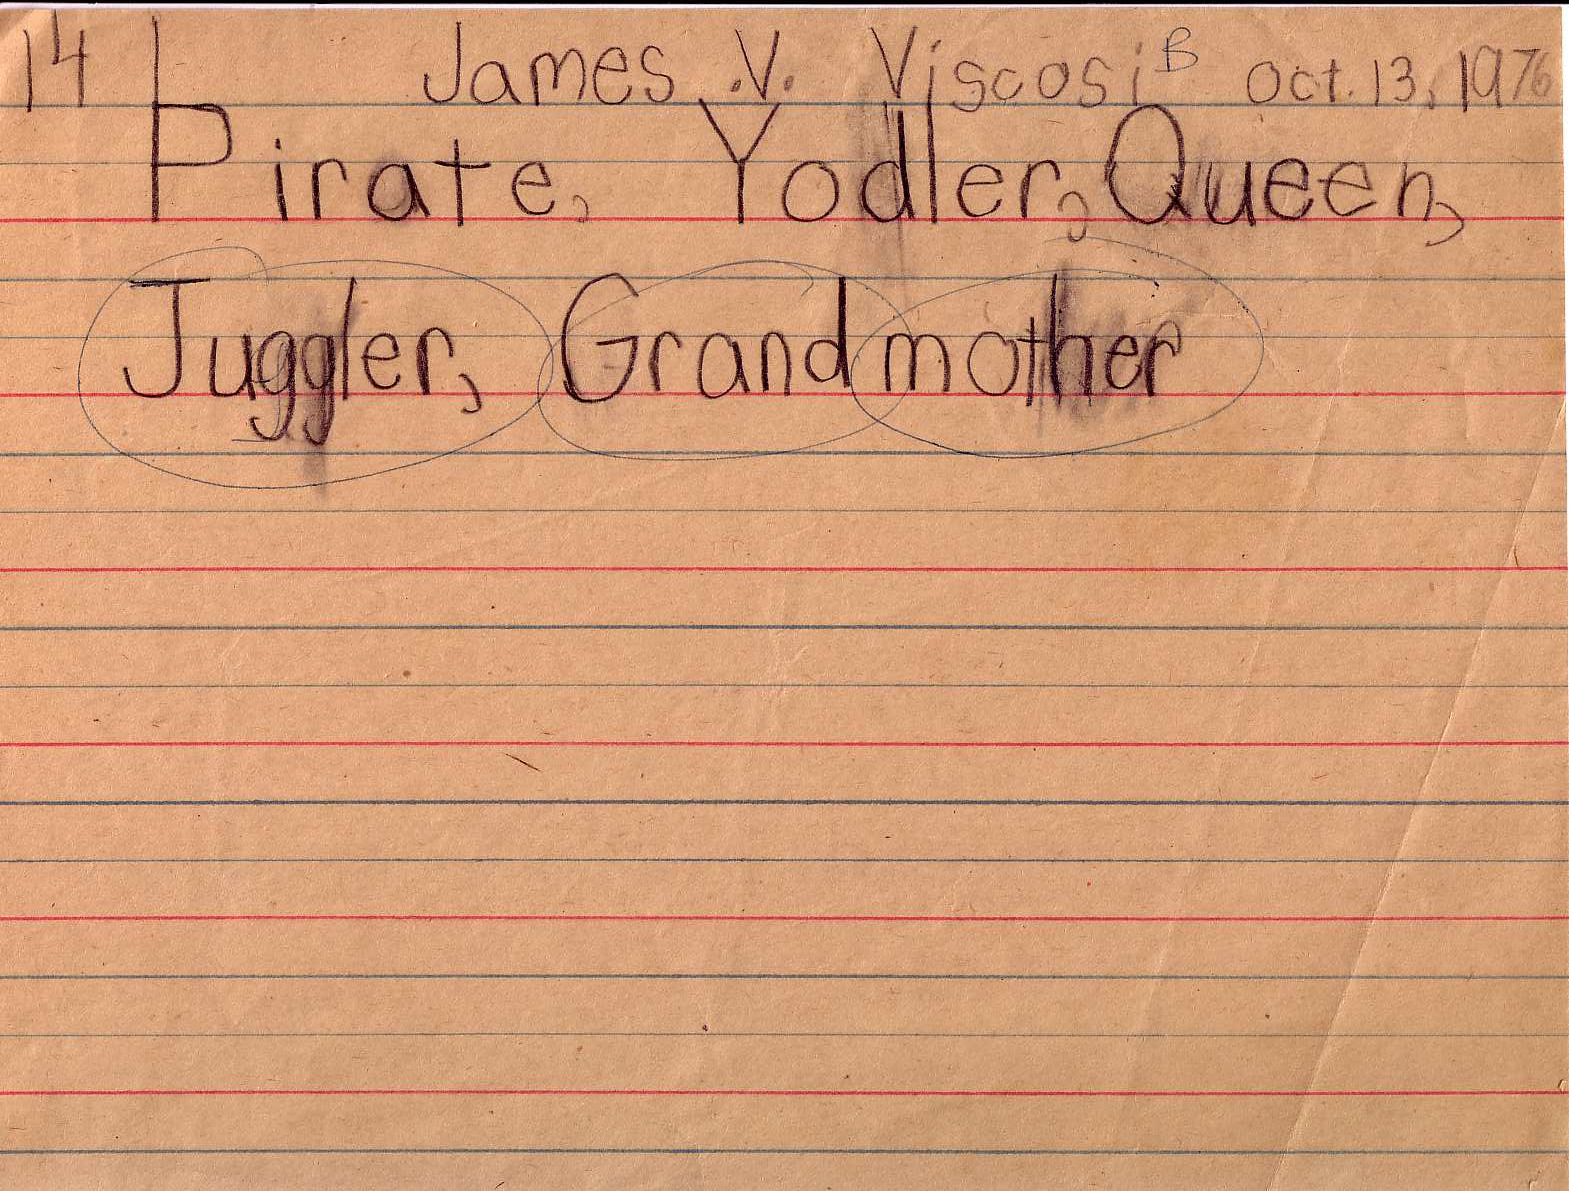 14 James .V. Viscosi B Oct. 13, 1976
Pirate, Yodler, Queen,
Juggler, Grandmother